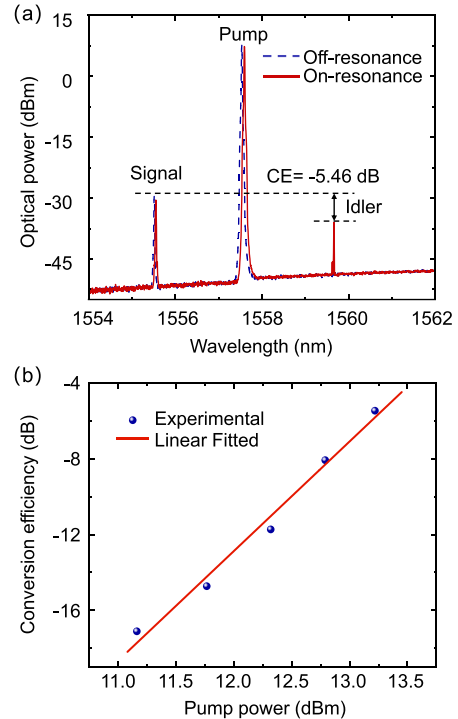 (a)
15
0
-15
-30
-45
Optical power (dBm)
Pump
Off-resonance
On-resonance
Signal
CE= -5.46 dB
Idler
1554 1556 1558 1560 1562
Wavelength (nm)
(b)
-4
-8
-12
-16
Conversion efficiency (dB)
Experimental
Linear Fitted
11.0 11.5 12.0 12.5 13.0 13.5
Pump power (dBm)